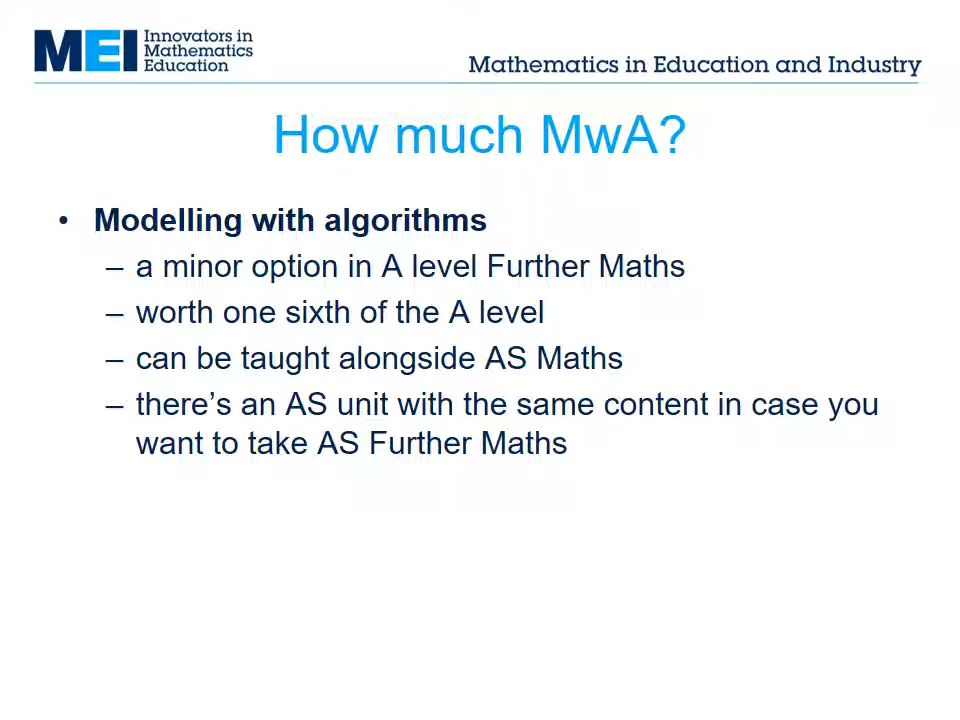 MEI Innovators in
Mathematics
Education
Mathematics in Education and Industry
How much MwA?
• Modelling with algorithms
– a minor option in A level Further Maths
– worth one sixth of the A level
– can be taught alongside AS Maths
– there’s an AS unit with the same content in case you
want to take AS Further Maths